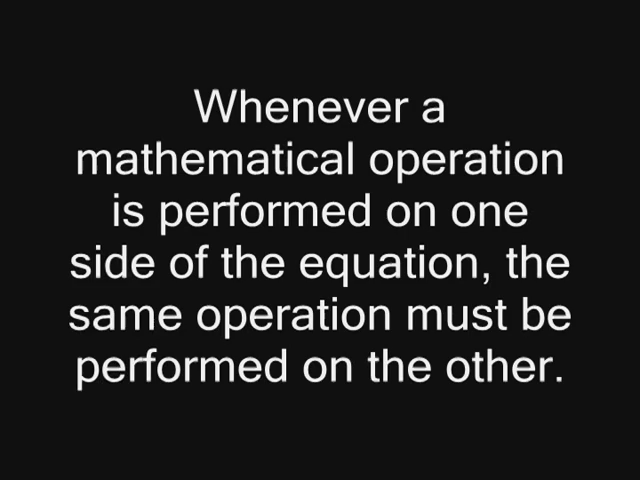 Whenever a
mathematical operation
is performed on one
side of the equation, the
same operation must be
performed on the other.